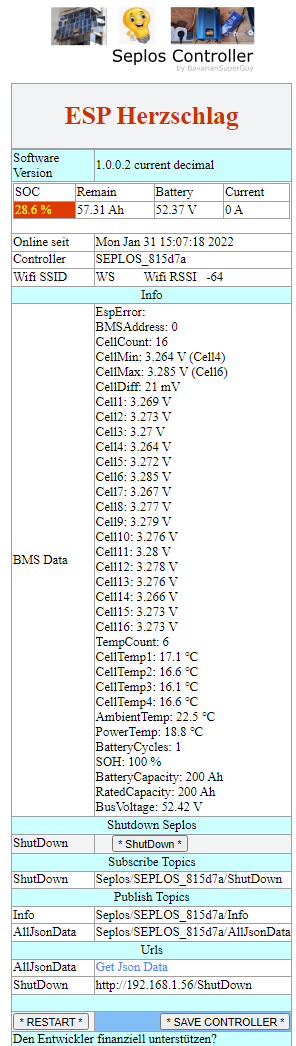 Seplos Controller
by BavarianSuperGuy
ESP Herzschlag
Software Version 1.0.0.2 current decimal
SOC Remain Battery Current
28.6 % 57.31 Ah 52.37 V 0 A
Online seit Mon Jan 31 15:07:18 2022
Controller SEPLOS_815d7a
Wifi SSID WS Wifi RSSI -64
Info
BMS Data
EspError:
BMSAddress: 0
CellCount: 16
CellMin: 3.264 V (Cell4)
CellMax: 3.285 V (Cell6)
CellDiff: 21 mV
Cell1: 3.269 V
Cell2: 3.273 V
Cell3: 3.27 V
Cell4: 3.264 V
Cell5: 3.272 V
Cell6: 3.285 V
Cell7: 3.267 V
Cell8: 3.277 V
Cell9: 3.279 V
Cell10: 3.276 V
Cell11: 3.28 V
Cell12: 3.278 V
Cell13: 3.276 V
Cell14: 3.266 V
Cell15: 3.273 V
Cell16: 3.273 V
TempCount: 6
CellTemp1: 17.1 °C
CellTemp2: 16.6 °C
CellTemp3: 16.1 °C
CellTemp4: 16.6 °C
AmbientTemp: 22.5 °C
PowerTemp: 18.8 °C
BatteryCycles: 1
SOH: 100 %
BatteryCapacity: 200 Ah
RatedCapacity: 200 Ah
BusVoltage: 52.42 V
Shutdown Seplos
ShutDown * ShutDown *
Subscribe Topics
ShutDown Seplos/SEPLOS_815d7a/ShutDown
Publish Topics
Info Seplos/SEPLOS_815d7a/Info
AllJsonData Seplos/SEPLOS_815d7a/AllJsonData
Urls
AllJsonData Get Json Data
ShutDown http://192.168.1.56/ShutDown
* RESTART * * SAVE CONTROLLER *
Den Entwickler finanziell unterstützen?